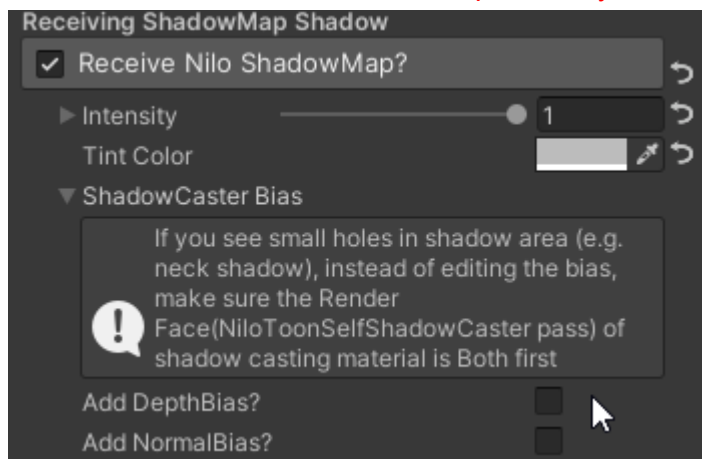 Receiving ShadowMap Shadow
Receive Nilo ShadowMap?
Intensity 1
Tint Color
ShadowCaster Bias
If you see small holes in shadow area (e.g.
neck shadow), instead of editing the bias,
make sure the Render
Face(NiloToonSelfShadowCaster pass) of
shadow casting material is Both first
Add DepthBias?
Add NormalBias?